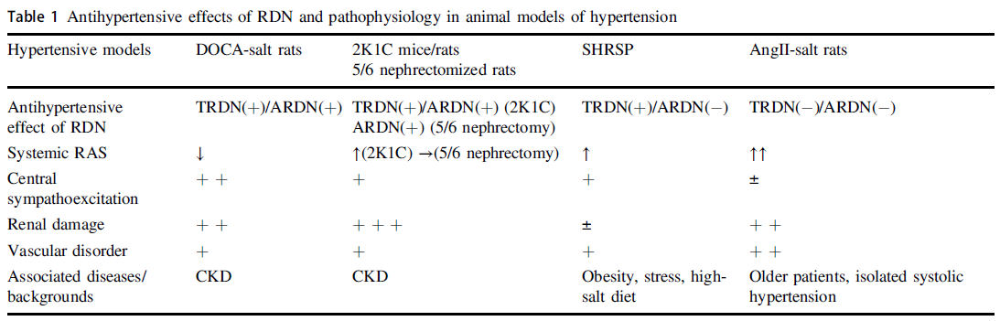 Table 1 Antihypertensive effects of RDN and pathophysiology in animal models of hypertension
Hypertensive models DOCA-salt rats 2K1C mice/rats SHRSP AngII-salt rats
5/6 nephrectomized rats
Antihypertensive TRDN(+)/ARDN(+) TRDN(+)/ARDN(+) (2K1C) TRDN(+)/ARDN(−) TRDN(−)/ARDN(−)
effect of RDN ARDN(+) (5/6 nephrectomy)
Systemic RAS ↓ ↑(2K1C) →(5/6 nephrectomy) ↑ ↑↑
Central + + + + ±
sympathoexcitation
Renal damage + + + + + ± + +
Vascular disorder + + + + +
Associated diseases/ CKD CKD Obesity, stress, high- Older patients, isolated systolic
backgrounds salt diet hypertension